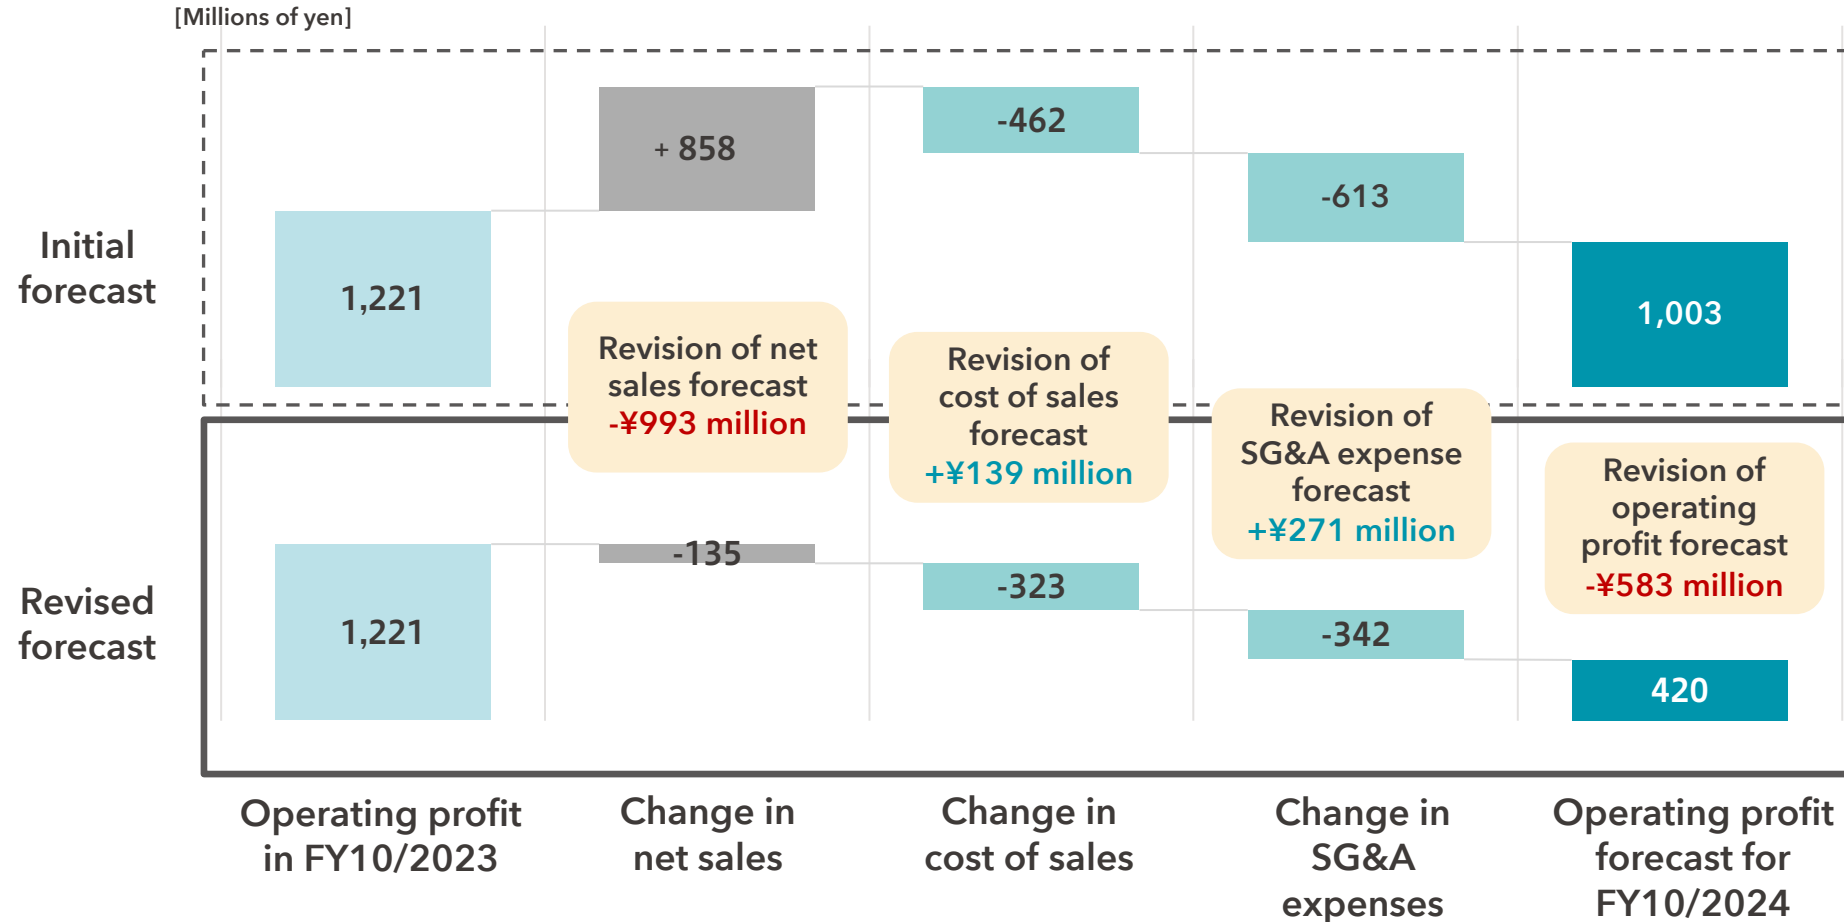 [Millions of yen]
Initial
forecast
1,221
+ 858
-462
-613
1,003
Revision of net
sales forecast
-¥993 million
Revision of
cost of sales
forecast
+¥139 million
Revision of
SG&A expense
forecast
+¥271 million
Revision of
operating
profit forecast
-¥583 million
Revised
forecast
1,221
-135
-323
-342
420
Operating profit
in FY10/2023
Change in
net sales
Change in
cost of sales
Change in
SG&A
expenses
Operating profit
forecast for
FY10/2024